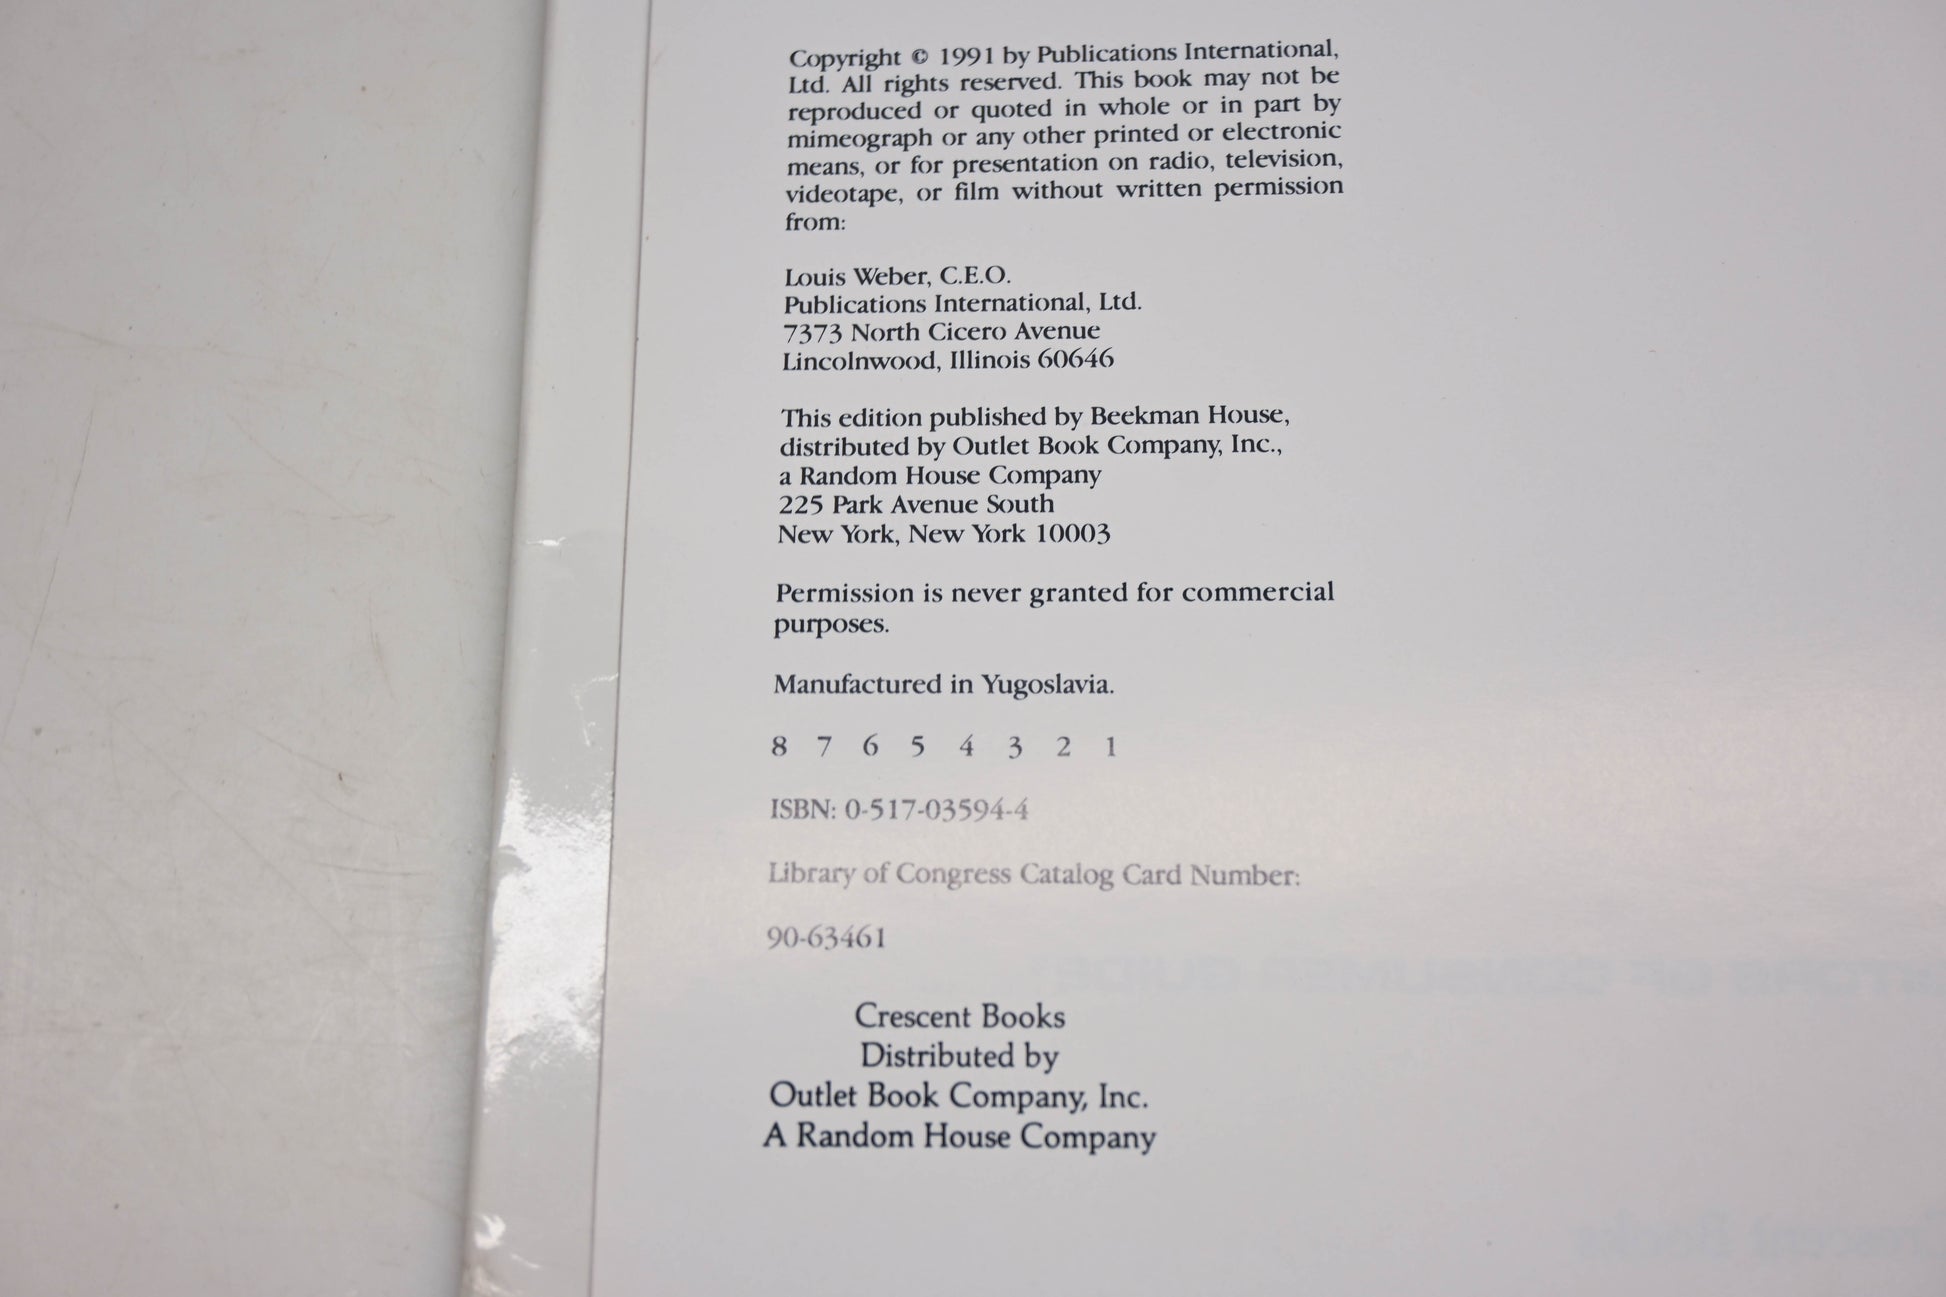 Copyright © 1991 by Publications International,
Ltd. All rights reserved. This book may not be
reproduced or quoted in whole or in part by
mimeograph or any other printed or electronic
means, or for presentation on radio, television,
videotape, or film without written permission
from:
Louis Weber, C.E.O.
Publications International, Ltd.
7373 North Cicero Avenue
Lincolnwood, Illinois 60646
This edition published by Beekman House,
distributed by Outlet Book Company, Inc.,
a Random House Company
225 Park Avenue South
New York, New York 10003
Permission is never granted for commercial
purposes.
Manufactured in Yugoslavia.
8 7 6 5 4 3 2 1
ISBN: 0-517-03594-4
Library of Congress Catalog Card Number:
90-63461
Crescent Books
Distributed by
Outlet Book Company, Inc.
A Random House Company